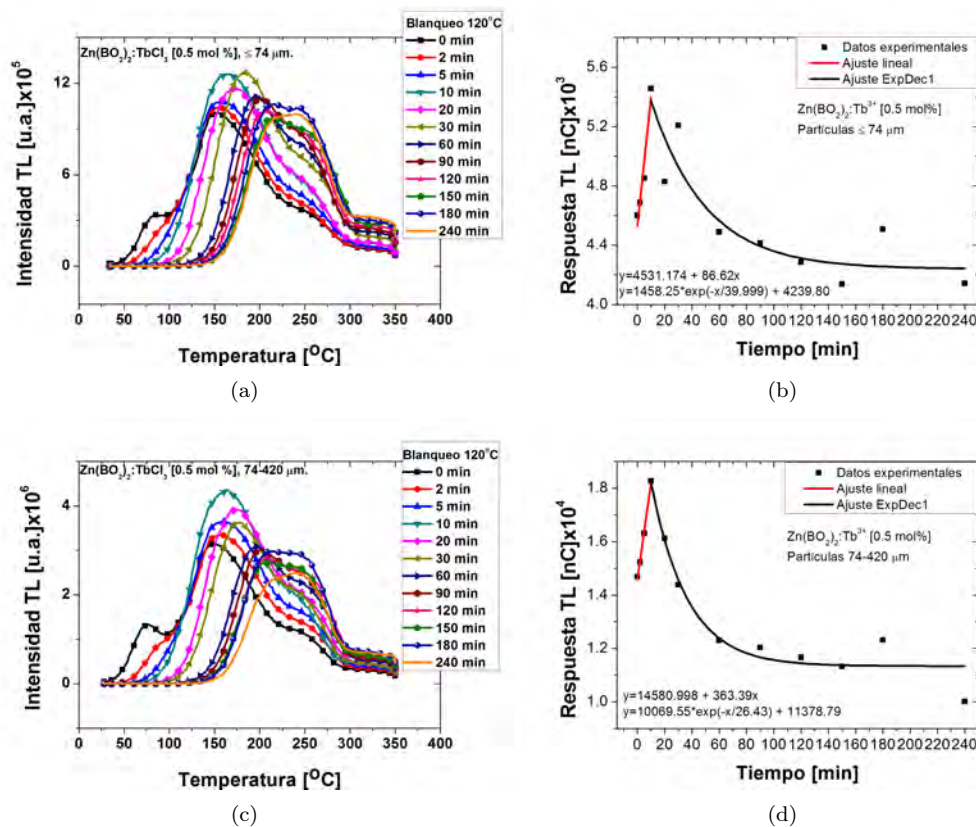 Zn(BO₂)₂:TbCl₃ [0.5 mol %], ≤ 74 µm.
Blanqueo 120°C
0 min
2 min
5 min
10 min
20 min
30 min
60 min
90 min
120 min
150 min
180 min
240 min
Intensidad TL [u.a.]x10⁵
12
9
6
3
0
0 50 100 150 200 250 300 350 400
Temperatura [°C]
(a)
Datos experimentales
Ajuste lineal
Ajuste ExpDec1
Zn(BO₂)₂:Tb³⁺ [0.5 mol%]
Partículas ≤ 74 µm
Respuesta TL [nC]x10³
5.6
5.2
4.8
4.4
4.0
y=4531.174 + 86.62x
y=1458.25*exp(-x/39.999) + 4239.80
0 20 40 60 80 100 120 140 160 180 200 220 240
Tiempo [min]
(b)
Zn(BO₂)₂:TbCl₃ [0.5 mol %], 74-420 µm.
Blanqueo 120°C
0 min
2 min
5 min
10 min
20 min
30 min
60 min
90 min
120 min
150 min
180 min
240 min
Intensidad TL [u.a.]x10⁶
4
2
0
0 50 100 150 200 250 300 350 400
Temperatura [°C]
(c)
Datos experimentales
Ajuste lineal
Ajuste ExpDec1
Zn(BO₂)₂:Tb³⁺ [0.5 mol%]
Partículas 74-420 µm
Respuesta TL [nC]x10⁴
1.8
1.6
1.4
1.2
1.0
y=14580.998 + 363.39x
y=10069.55*exp(-x/26.43) + 11378.79
0 20 40 60 80 100 120 140 160 180 200 220 240
Tiempo [min]
(d)